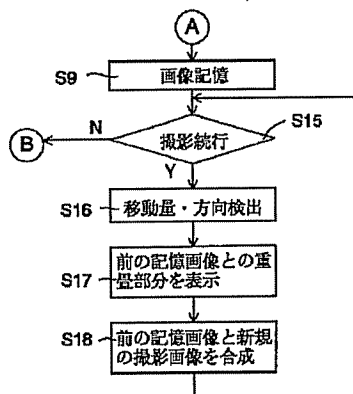 A
S9
画像記憶
S15
N
撮影続行
B
Y
S16
移動量・方向検出
S17
前の記憶画像との重
畳部分を表示
S18
前の記憶画像と新規
の撮影画像を合成